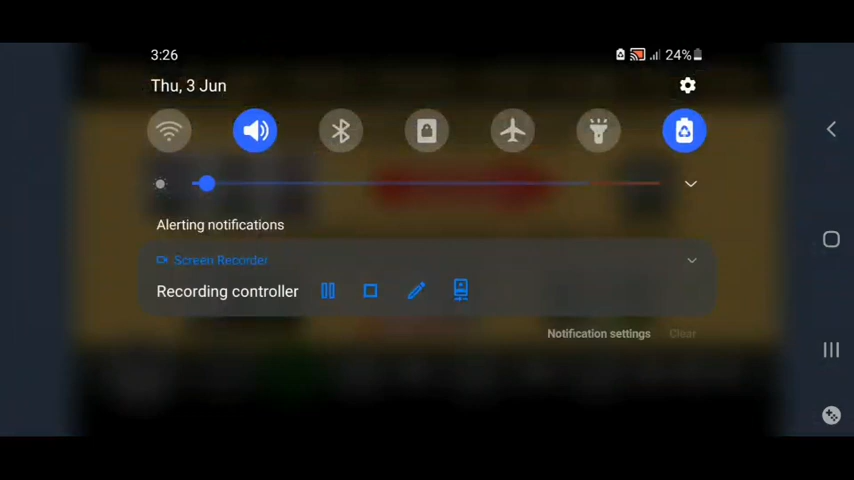 3:26
24%
Thu, 3 Jun
Alerting notifications
Screen Recorder
Recording controller
Notification settings
Clear